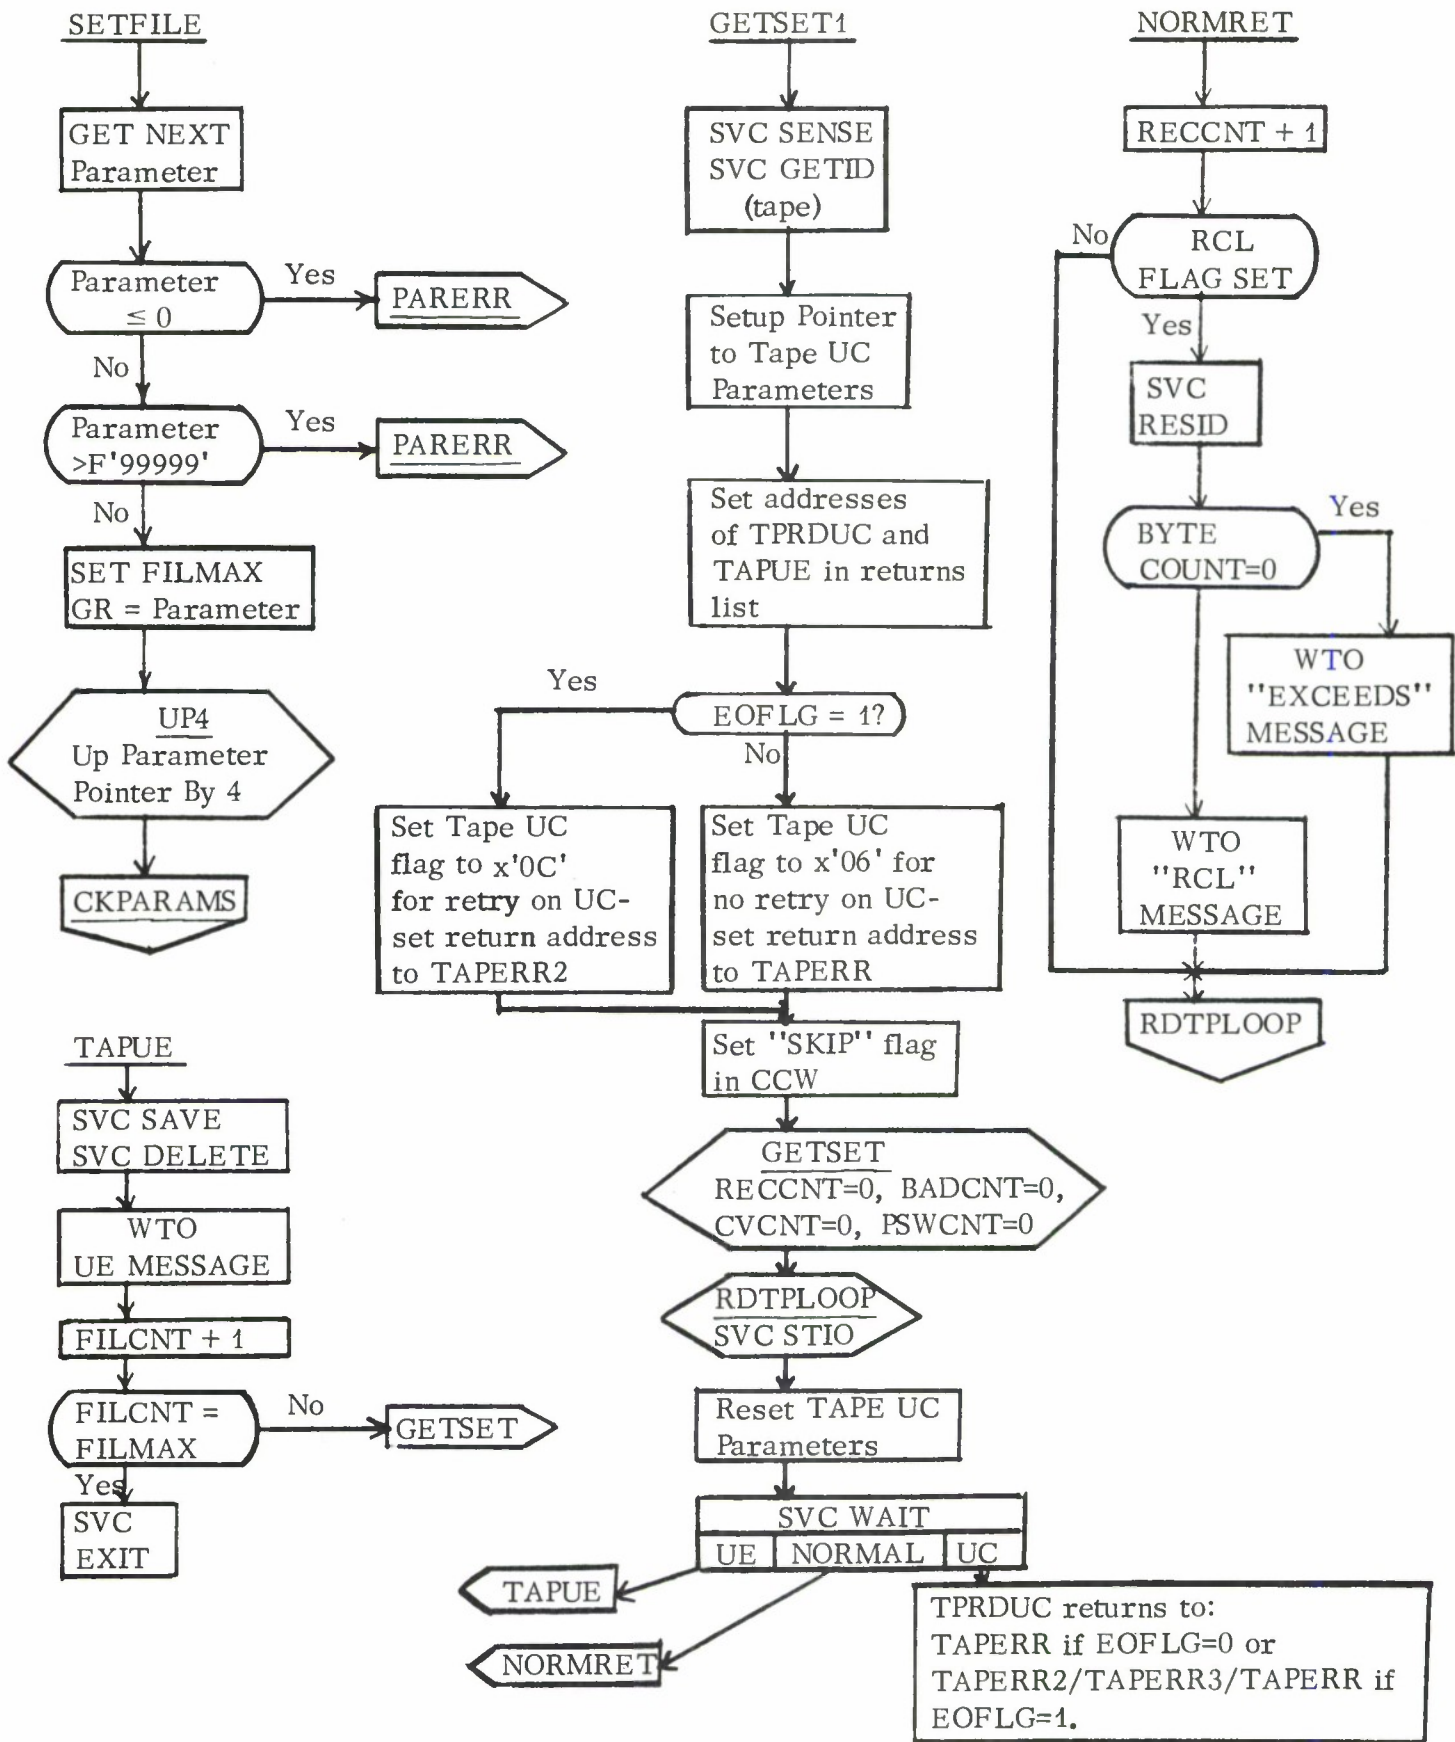 SETFILE
GET NEXT
Parameter
Parameter
≤ 0
Yes
PARERR
No
Parameter
>F'99999'
Yes
PARERR
No
SET FILMAX
GR = Parameter
UP4
Up Parameter
Pointer By 4
CKPARAMS
TAPUE
SVC SAVE
SVC DELETE
WTO
UE MESSAGE
FILCNT + 1
FILCNT =
FILMAX
No
GETSET
Yes
SVC
EXIT
GETSET1
SVC SENSE
SVC GETID
(tape)
Setup Pointer
to Tape UC
Parameters
Set addresses
of TPRDUC and
TAPUE in returns
list
EOFLG = 1?
Yes
No
Set Tape UC
flag to x'0C'
for retry on UC-
set return address
to TAPERR2
Set Tape UC
flag to x'06' for
no retry on UC-
set return address
to TAPERR
Set "SKIP" flag
in CCW
GETSET
RECCNT=0, BADCNT=0,
CVCNT=0, PSWCNT=0
RDTPLOOP
SVC STIO
Reset TAPE UC
Parameters
SVC WAIT
UE NORMAL UC
TAPUE
NORMRET
TPRDUC returns to:
TAPERR if EOFLG=0 or
TAPERR2/TAPERR3/TAPERR if
EOFLG=1.
NORMRET
RECCNT + 1
RCL
FLAG SET
No
Yes
SVC
RESID
BYTE
COUNT=0
Yes
WTO
"EXCEEDS"
MESSAGE
WTO
"RCL"
MESSAGE
RDTPLOOP